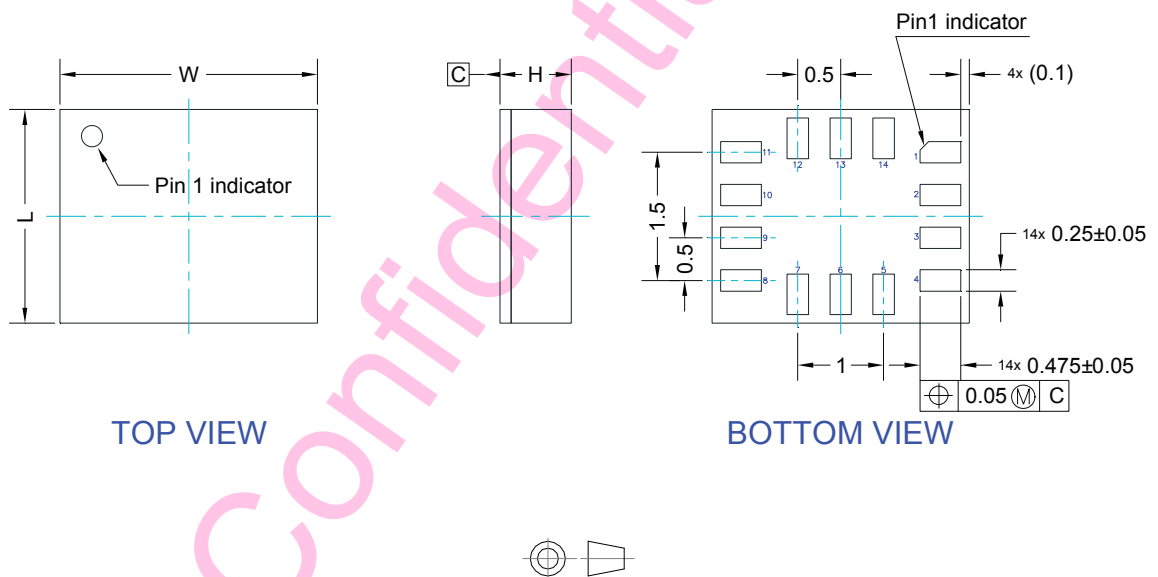 Pin1 indicator
W
C
H
0.5
4x (0.1)
Pin 1 indicator
L
1.5
0.5
11
10
9
8
12
13
14
1
2
3
4
7
6
5
14x 0.25±0.05
1
14x 0.475±0.05
0.05 Ⓜ C
TOP VIEW
BOTTOM VIEW
Confidenti